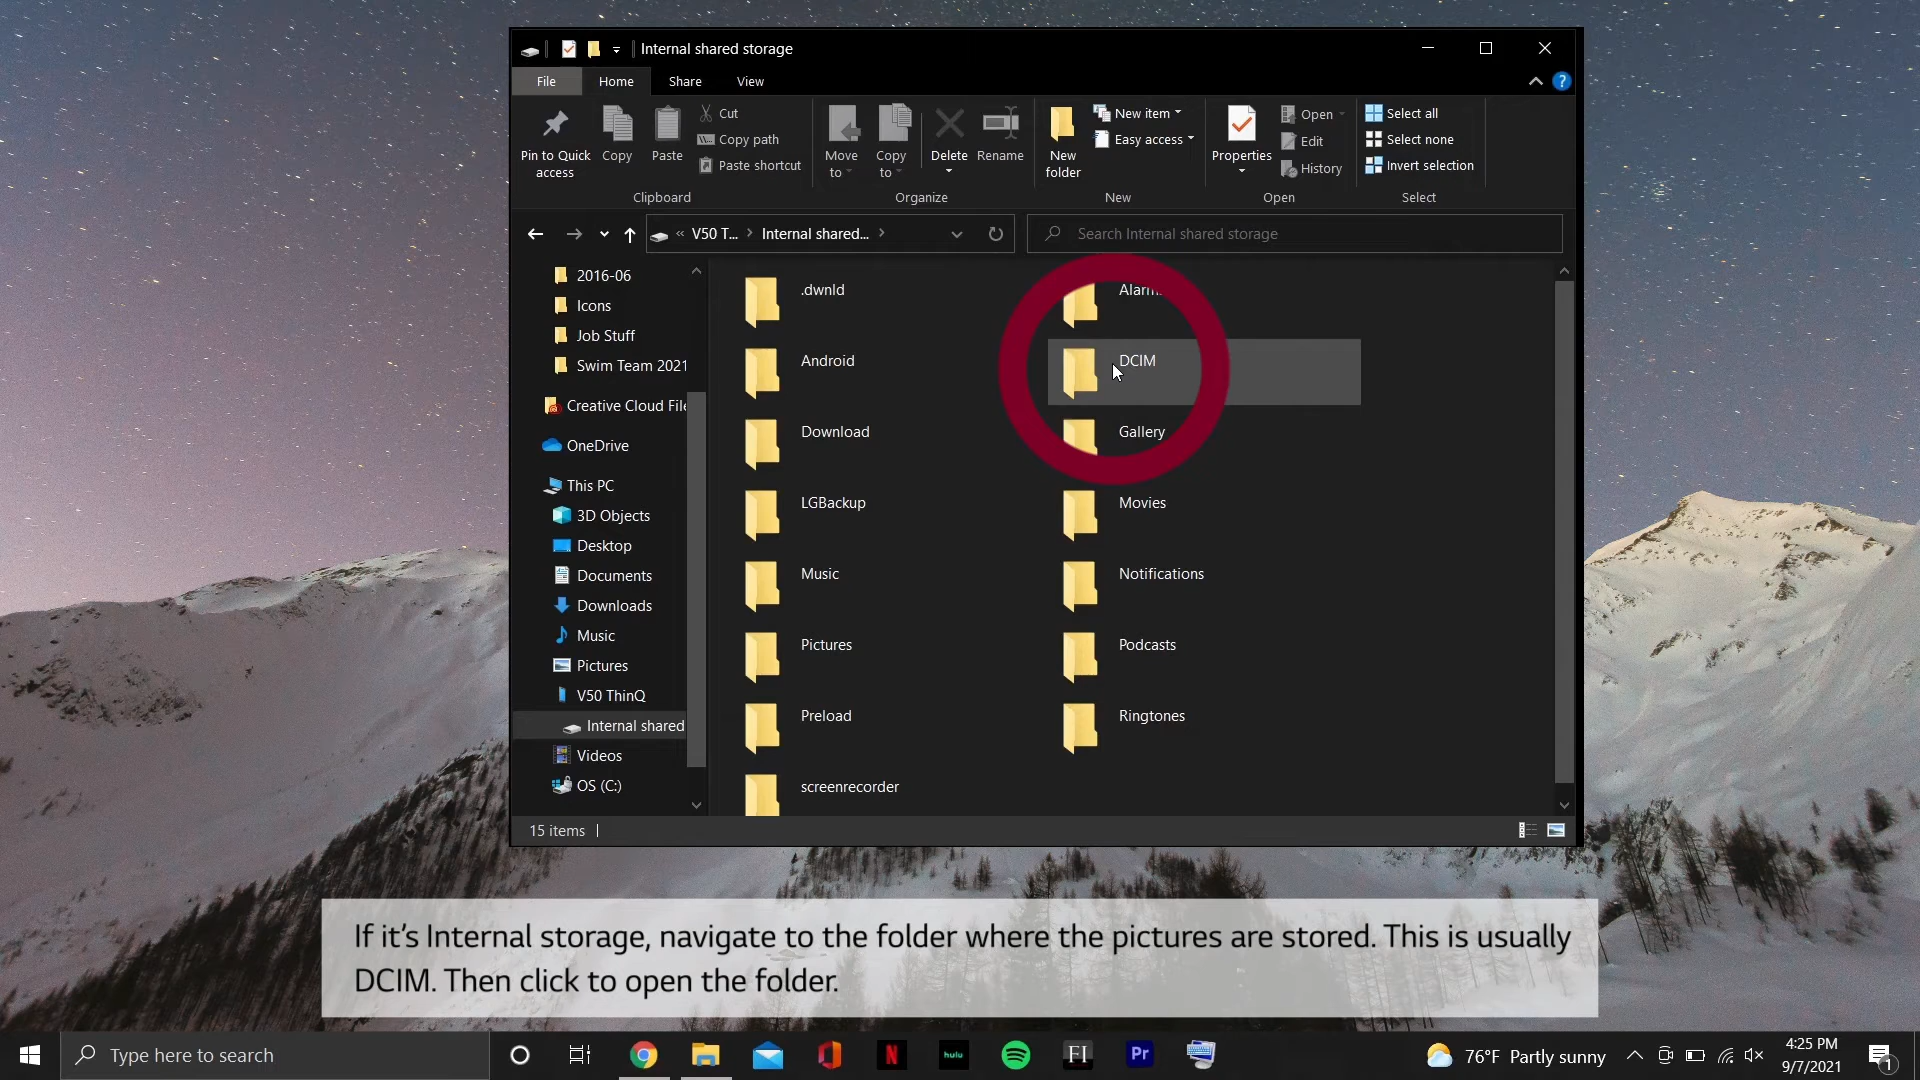 Internal shared storage
File Home Share View
Pin to Quick access
Copy
Paste
Cut
Copy path
Paste shortcut
Clipboard
Move to
Copy to
Delete
Rename
Organize
New folder
New item
Easy access
New
Properties
Open
Edit
History
Open
Select all
Select none
Invert selection
Select
« V50 T... > Internal shared... >
Search Internal shared storage
2016-06
Icons
Job Stuff
Swim Team 2021
Creative Cloud File
OneDrive
This PC
3D Objects
Desktop
Documents
Downloads
Music
Pictures
V50 ThinQ
Internal shared
Videos
OS (C:)
.dwnld
Alarm
Android
DCIM
Download
Gallery
LGBackup
Movies
Music
Notifications
Pictures
Podcasts
Preload
Ringtones
screenrecorder
15 items
If it's Internal storage, navigate to the folder where the pictures are stored. This is usually
DCIM. Then click to open the folder.
Type here to search
N
hulu
FI
Pr
76°F Partly sunny
4:25 PM
9/7/2021
1